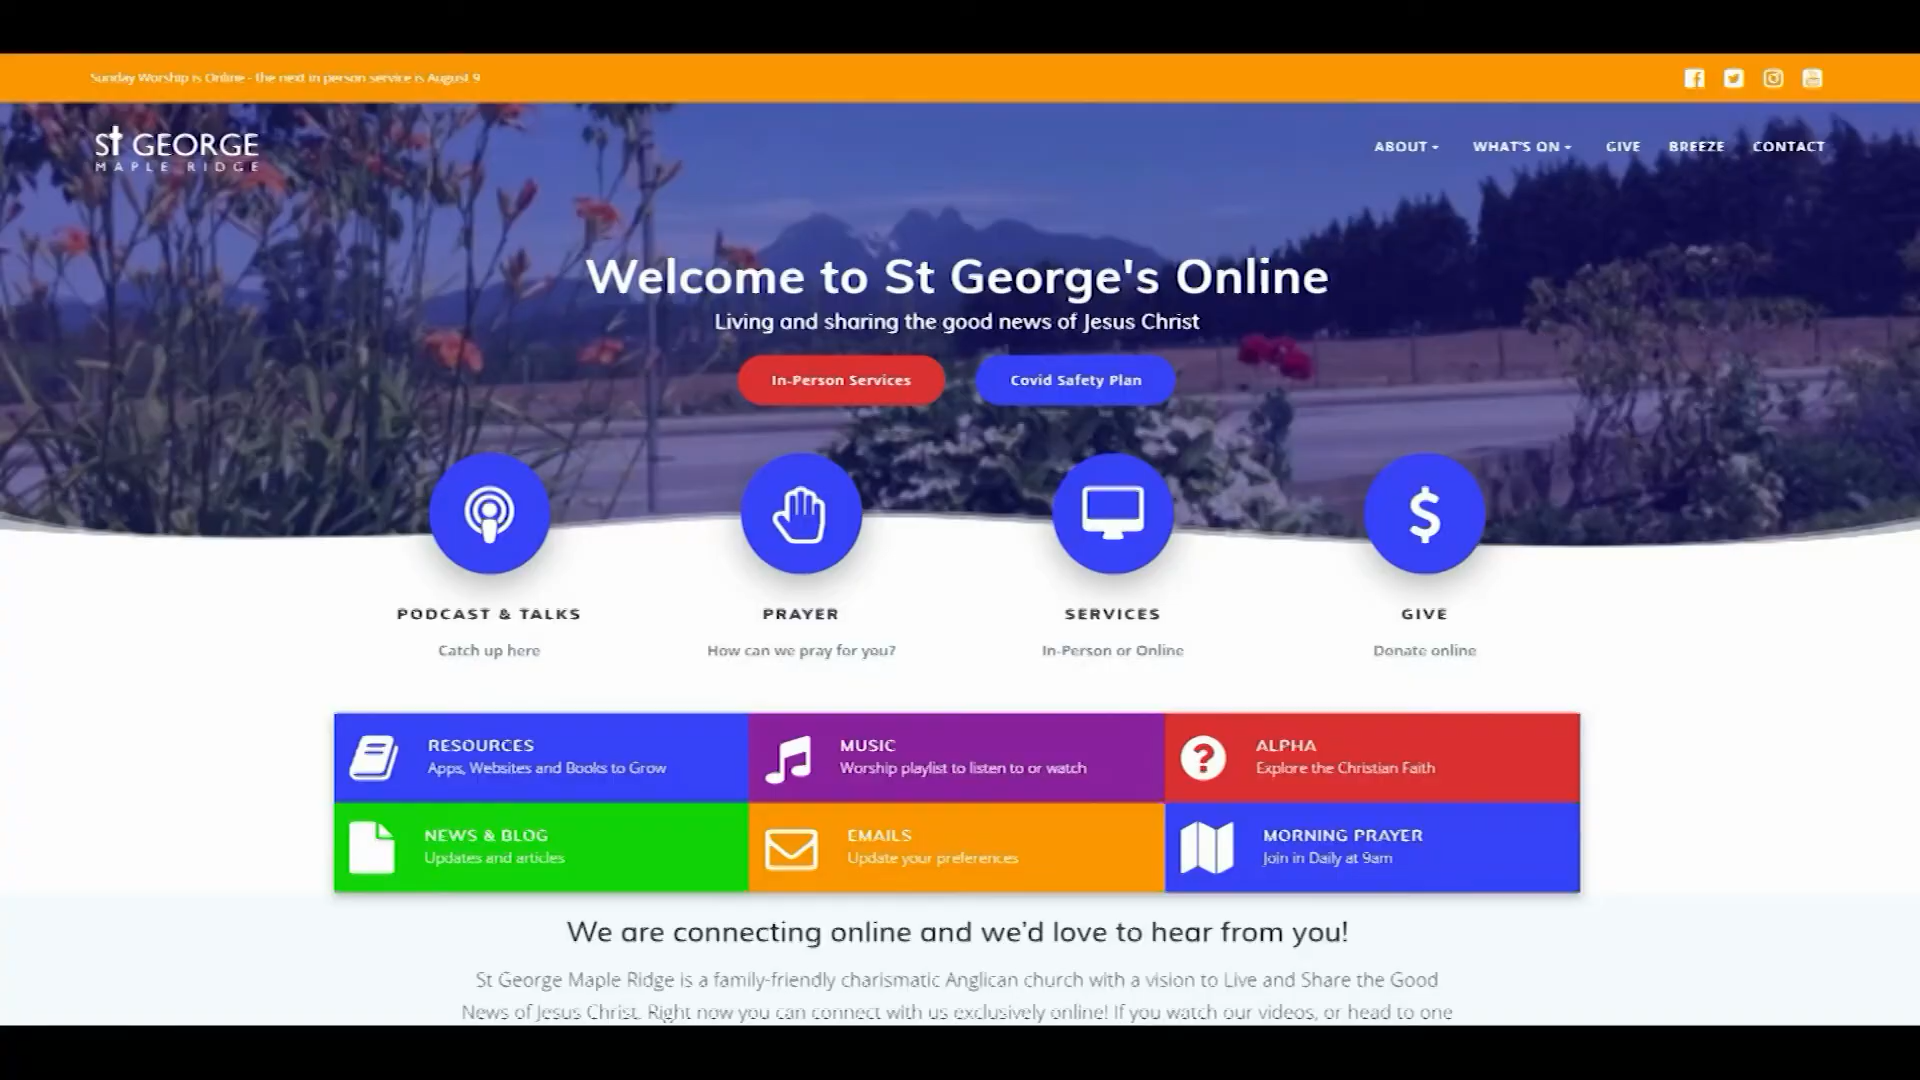 Sunday Worship is Online - the next in person service is August 9
St GEORGE
MAPLE RIDGE
ABOUT WHAT'S ON GIVE BREEZE CONTACT
Welcome to St George's Online
Living and sharing the good news of Jesus Christ
In-Person Services Covid Safety Plan
PODCAST & TALKS PRAYER SERVICES GIVE
Catch up here How can we pray for you? In-Person or Online Donate online
RESOURCES MUSIC ALPHA
Apps, Websites and Books to Grow Worship playlist to listen to or watch Explore the Christian Faith
NEWS & BLOG EMAILS MORNING PRAYER
Updates and articles Update your preferences Join in Daily at 9am
We are connecting online and we'd love to hear from you!
St George Maple Ridge is a family-friendly charismatic Anglican church with a vision to Live and Share the Good
News of Jesus Christ. Right now you can connect with us exclusively online! If you watch our videos, or head to one